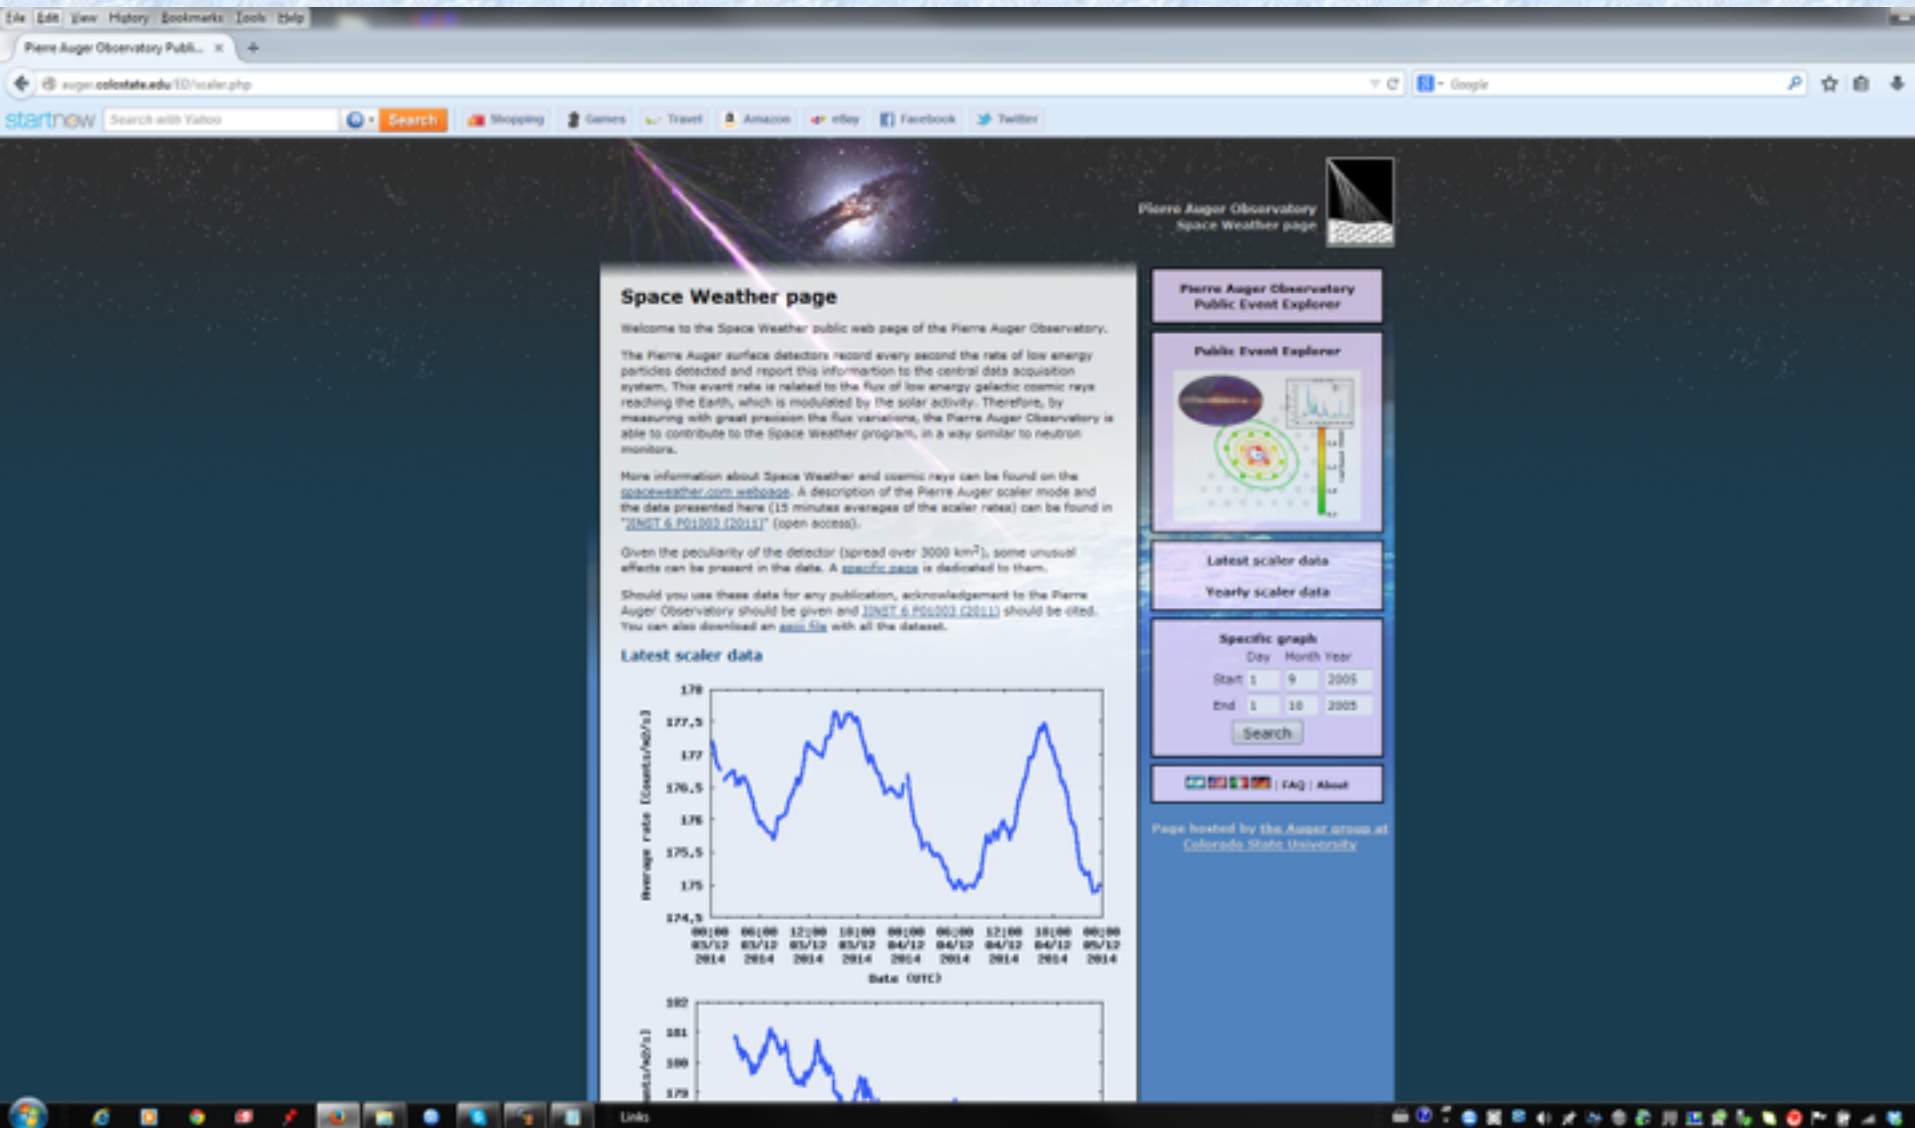 File Edit View History Bookmarks Tools Help
Pierre Auger Observatory Publi... × +
auger.colostate.edu/ED/scaler.php
Google
startnow Search with Yahoo Search Shopping Games Travel Amazon eBay Facebook Twitter
Pierre Auger Observatory
Space Weather page
Space Weather page
Welcome to the Space Weather public web page of the Pierre Auger Observatory.
The Pierre Auger surface detectors record every second the rate of low energy
particles detected and report this informartion to the central data acquisition
system. This event rate is related to the flux of low energy galactic cosmic rays
reaching the Earth, which is modulated by the solar activity. Therefore, by
measuring with great precision the flux variations, the Pierre Auger Observatory is
able to contribute to the Space Weather program, in a way similar to neutron
monitors.
More information about Space Weather and cosmic rays can be found on the
spaceweather.com webpage. A description of the Pierre Auger scaler mode and
the data presented here (15 minutes averages of the scaler rates) can be found in
"JINST 6 P01003 (2011)" (open access).
Given the peculiarity of the detector (spread over 3000 km²), some unusual
effects can be present in the data. A specific page is dedicated to them.
Should you use these data for any publication, acknowledgement to the Pierre
Auger Observatory should be given and JINST 6 P01003 (2011) should be cited.
You can also download an ascii file with all the dataset.
Latest scaler data
178
177.5
177
176.5
176
175.5
175
174.5
Average rate [Counts/m2/s]
00:00 06:00 12:00 18:00 00:00 06:00 12:00 18:00 00:00
03/12 03/12 03/12 03/12 04/12 04/12 04/12 04/12 05/12
2014 2014 2014 2014 2014 2014 2014 2014 2014
Date (UTC)
182
181
180
179
Pierre Auger Observatory
Public Event Explorer
Public Event Explorer
Latest scaler data
Yearly scaler data
Specific graph
Day Month Year
Start 1 9 2005
End 1 10 2005
Search
| FAQ | About
Page hosted by the Auger group at
Colorado State University
Links